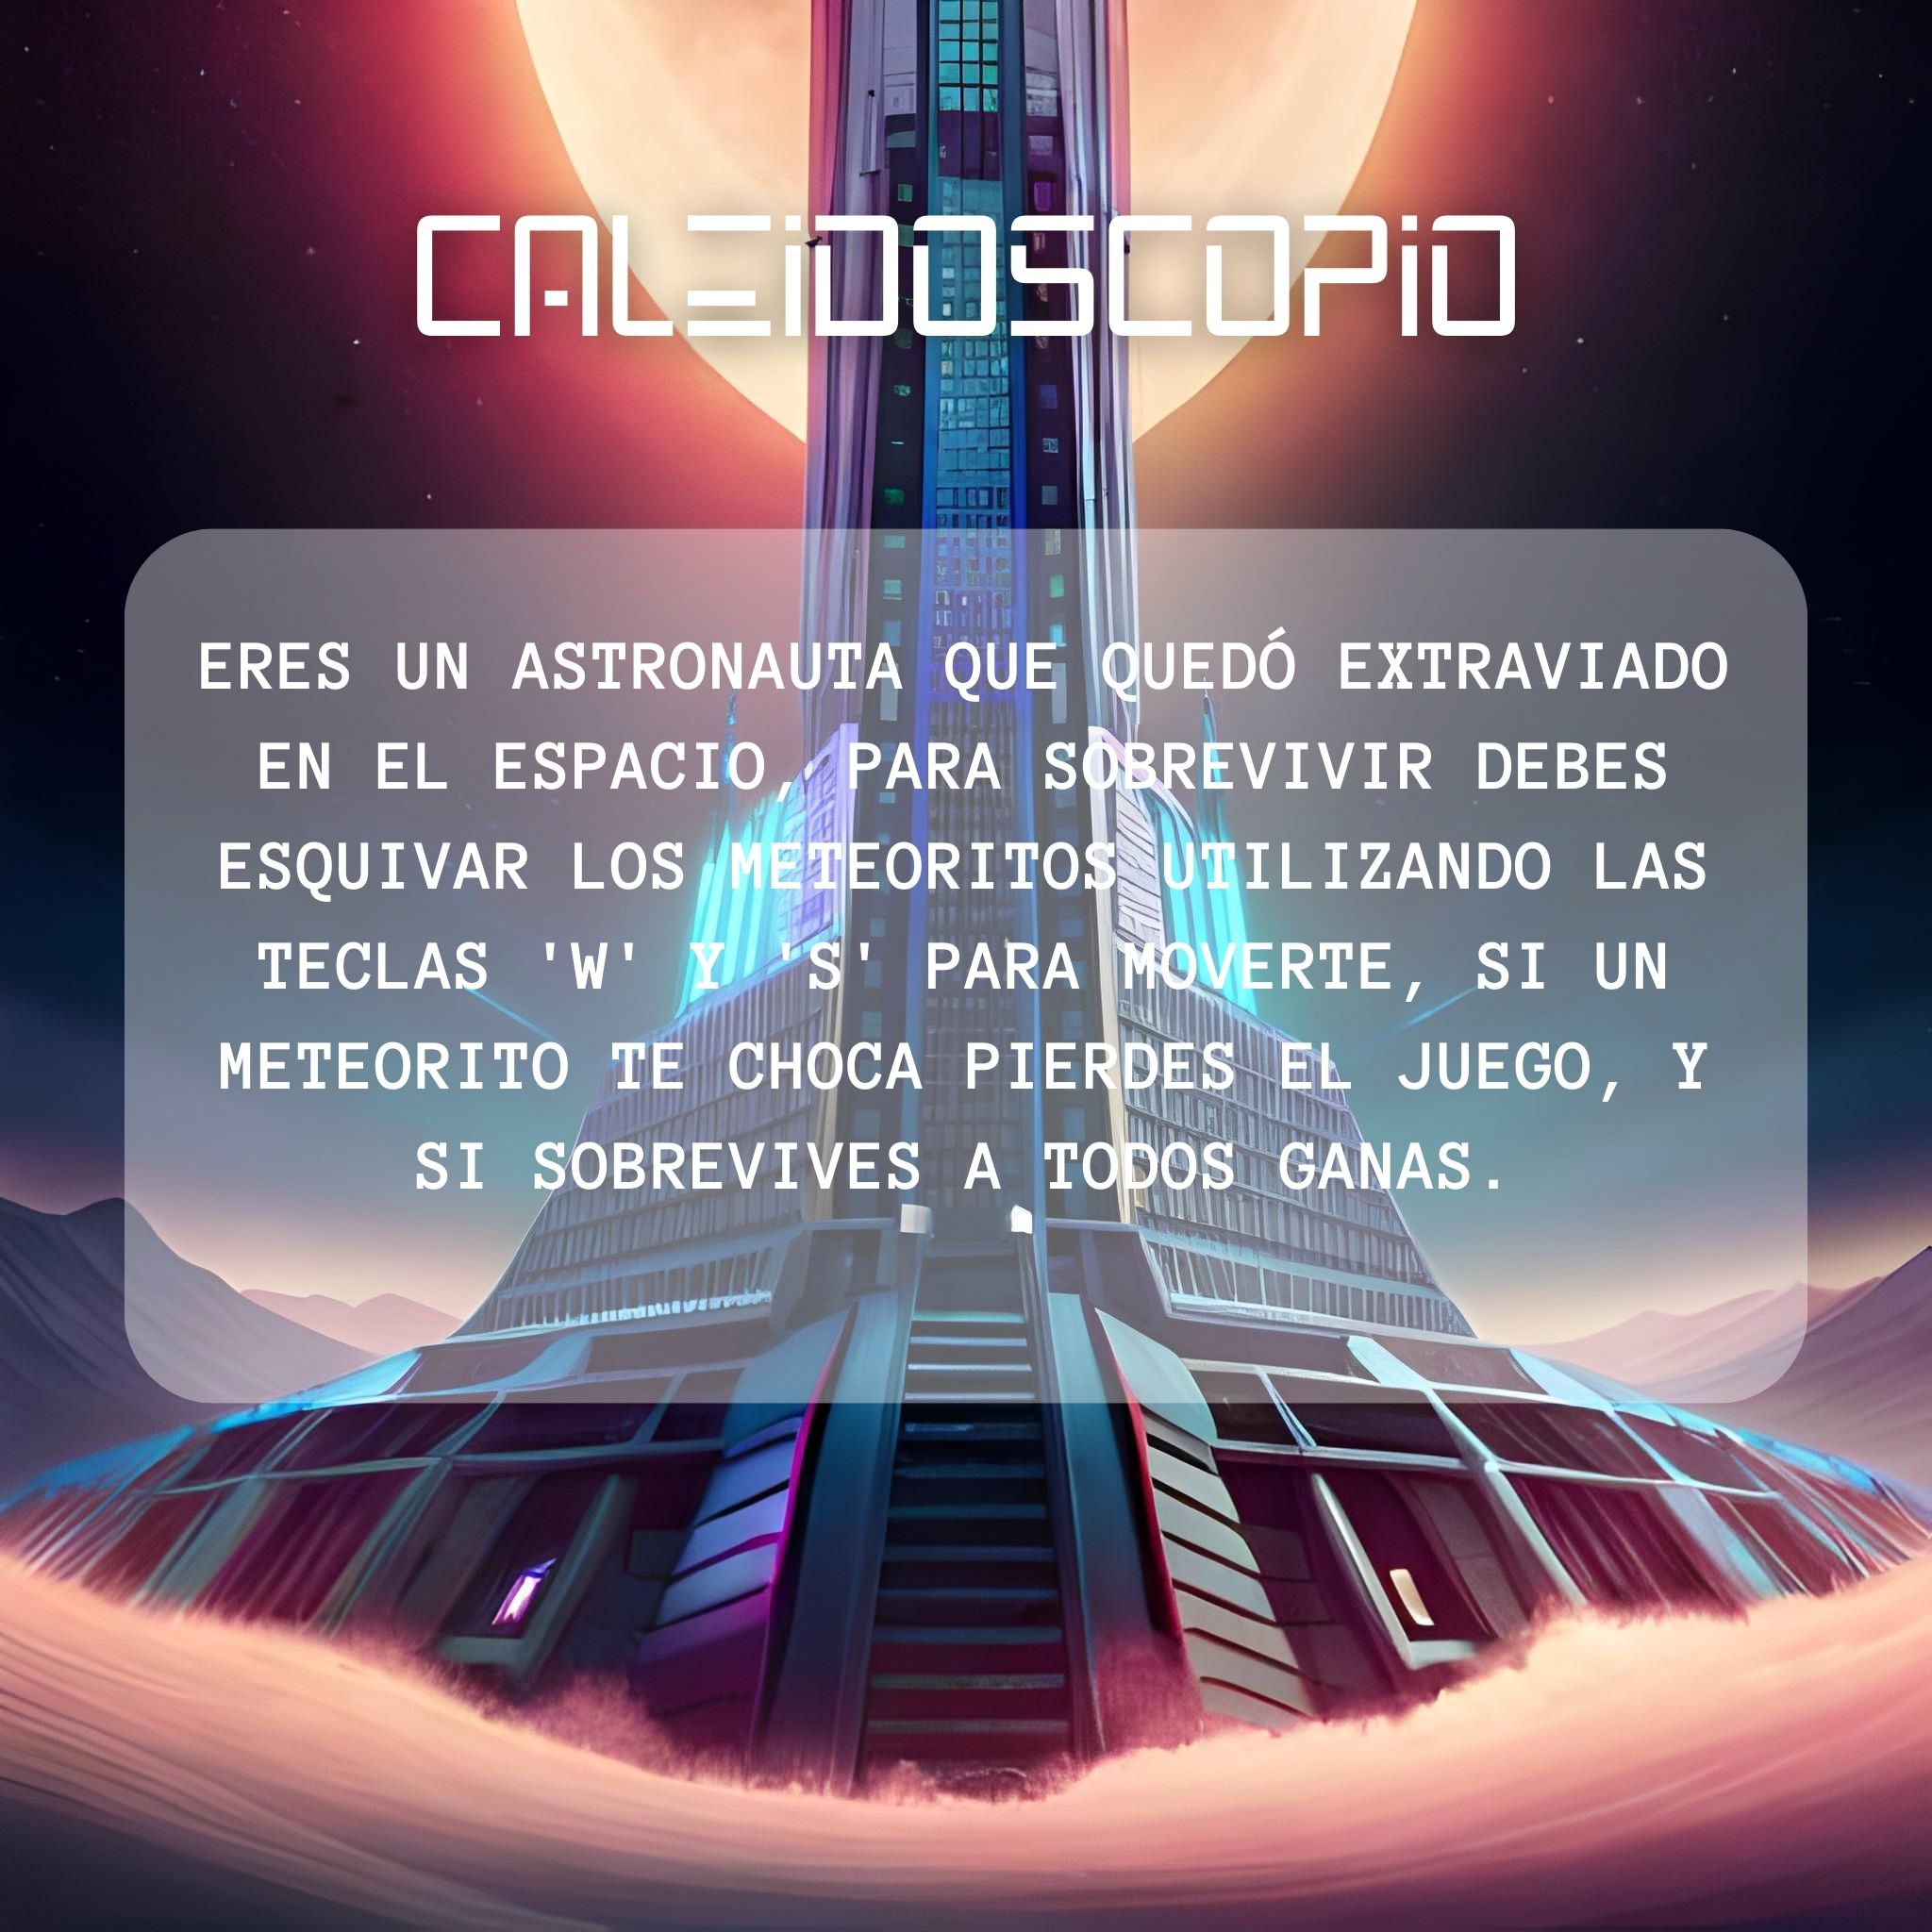 CALEiDOSCOPiO
ERES UN ASTRONAUTA QUE QUEDÓ EXTRAVIADO
EN EL ESPACIO, PARA SOBREVIVIR DEBES
ESQUIVAR LOS METEORITOS UTILIZANDO LAS
TECLAS 'W' Y 'S' PARA MOVERTE, SI UN
METEORITO TE CHOCA PIERDES EL JUEGO, Y
SI SOBREVIVES A TODOS GANAS.